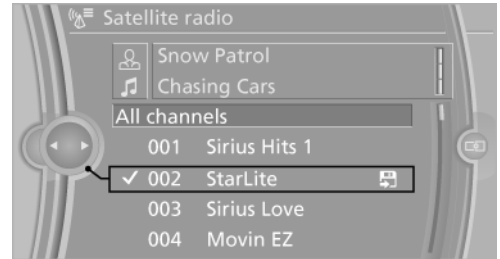 Satellite radio
Snow Patrol
Chasing Cars
All channels
001 Sirius Hits 1
✓ 002 StarLite
003 Sirius Love
004 Movin EZ